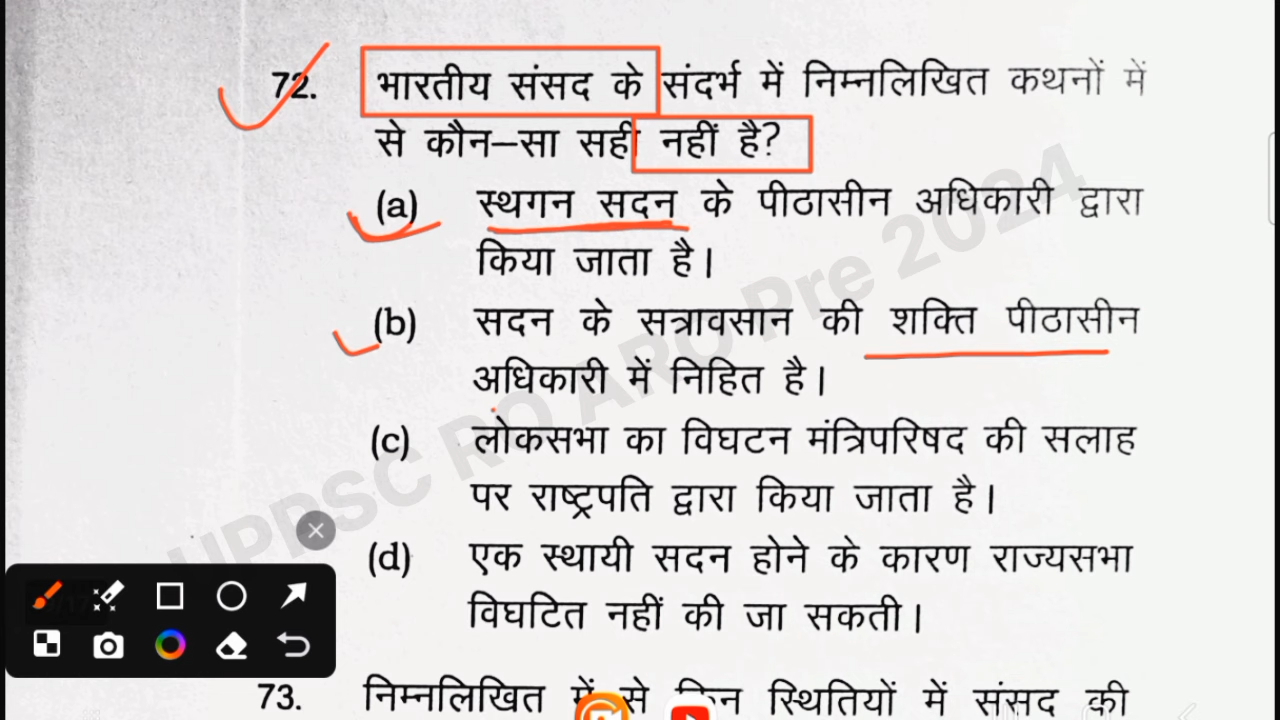 72. भारतीय संसद के संदर्भ में निम्नलिखित कथनों में
से कौन–सा सही नहीं है?
(a) स्थगन सदन के पीठासीन अधिकारी द्वारा
किया जाता है।
(b) सदन के सत्रावसान की शक्ति पीठासीन
अधिकारी में निहित है।
(c) लोकसभा का विघटन मंत्रिपरिषद की सलाह
पर राष्ट्रपति द्वारा किया जाता है।
(d) एक स्थायी सदन होने के कारण राज्यसभा
विघटित नहीं की जा सकती।
73. निम्नलिखित में से किन स्थितियों में संसद की
UPPSC RO ARO Pre 2024